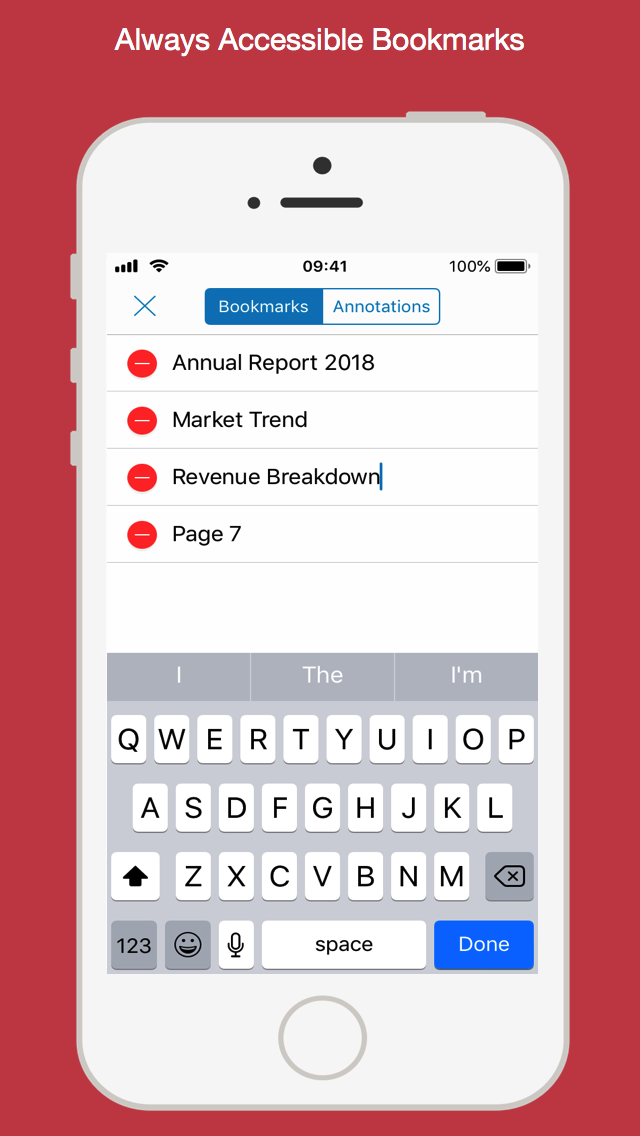 Always Accessible Bookmarks
09:41 100%
Bookmarks Annotations
Annual Report 2018
Market Trend
Revenue Breakdown
Page 7
I The I'm
Q W E R T Y U I O P
A S D F G H J K L
Z X C V B N M
123 space Done